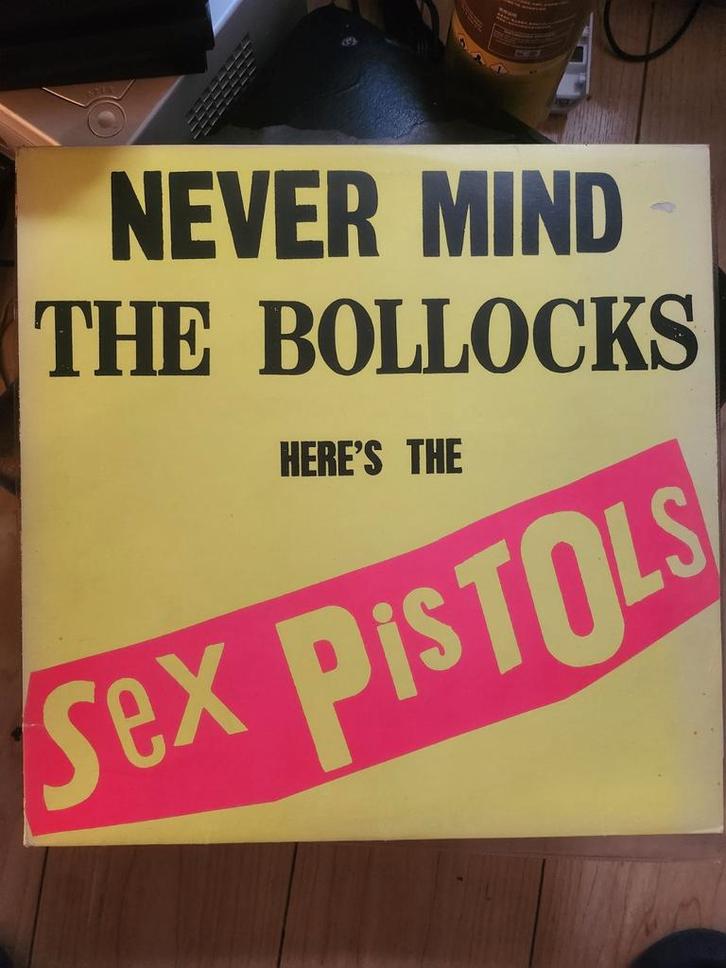 NEVER MIND
THE BOLLOCKS
HERE'S THE
Sex PisTOLS